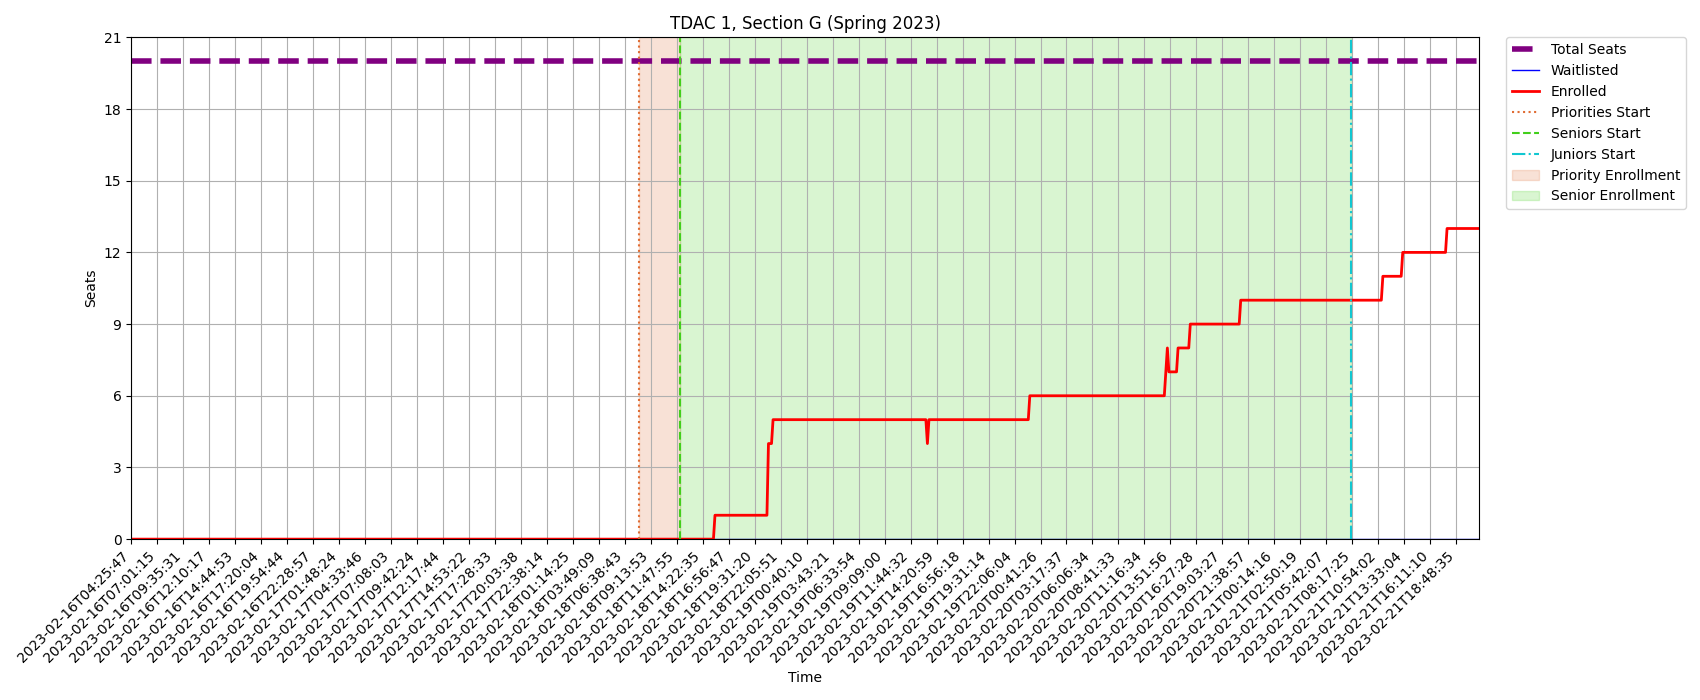 TDAC 1, Section G (Spring 2023)
21
18
15
12
9
6
3
0
Seats
Total Seats
Waitlisted
Enrolled
Priorities Start
Seniors Start
Juniors Start
Priority Enrollment
Senior Enrollment
2023-02-16T04:25:47
2023-02-16T07:01:15
2023-02-16T09:35:31
2023-02-16T12:10:17
2023-02-16T14:44:53
2023-02-16T17:20:04
2023-02-16T19:54:44
2023-02-16T22:28:57
2023-02-17T01:48:24
2023-02-17T04:33:46
2023-02-17T07:08:03
2023-02-17T09:42:24
2023-02-17T12:17:44
2023-02-17T14:53:22
2023-02-17T17:28:33
2023-02-17T20:03:38
2023-02-17T22:38:14
2023-02-18T01:14:25
2023-02-18T03:49:09
2023-02-18T06:38:43
2023-02-18T09:13:53
2023-02-18T11:47:55
2023-02-18T14:22:35
2023-02-18T16:56:47
2023-02-18T19:31:20
2023-02-18T22:05:51
2023-02-19T00:40:10
2023-02-19T03:43:21
2023-02-19T06:33:54
2023-02-19T09:09:00
2023-02-19T11:44:32
2023-02-19T14:20:59
2023-02-19T16:56:18
2023-02-19T19:31:14
2023-02-19T22:06:04
2023-02-20T00:41:26
2023-02-20T03:17:37
2023-02-20T06:06:34
2023-02-20T08:41:33
2023-02-20T11:16:34
2023-02-20T13:51:56
2023-02-20T16:27:28
2023-02-20T19:03:27
2023-02-20T21:38:57
2023-02-21T00:14:16
2023-02-21T02:50:19
2023-02-21T05:42:07
2023-02-21T08:17:25
2023-02-21T10:54:02
2023-02-21T13:33:04
2023-02-21T16:11:10
2023-02-21T18:48:35
Time